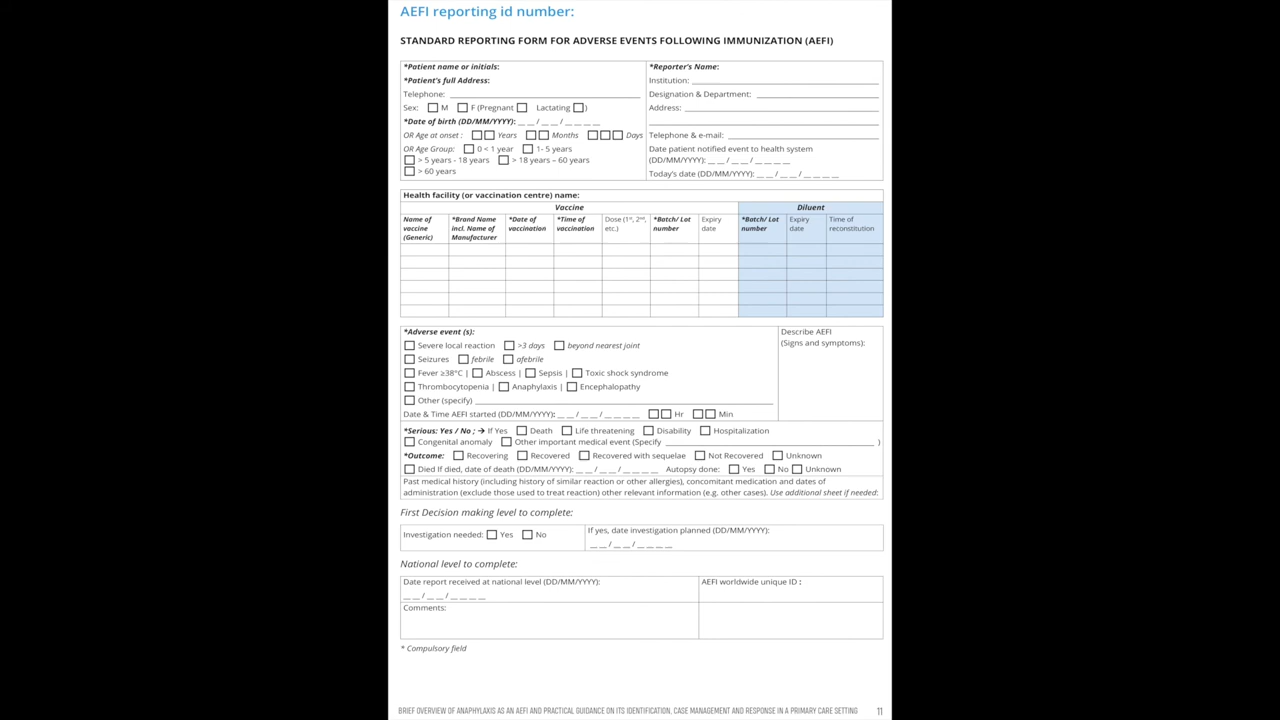 AEFI reporting id number:
STANDARD REPORTING FORM FOR ADVERSE EVENTS FOLLOWING IMMUNIZATION (AEFI)
*Patient name or initials:
*Patient's full Address:
Telephone:
Sex: M F (Pregnant Lactating )
*Date of birth (DD/MM/YYYY): __ __ / __ __ / __ __ __ __
OR Age at onset : Years Months Days
OR Age Group: 0 < 1 year 1- 5 years
> 5 years - 18 years > 18 years – 60 years
> 60 years
*Reporter's Name:
Institution:
Designation & Department:
Address:
Telephone & e-mail:
Date patient notified event to health system
(DD/MM/YYYY): __ __ / __ __ / __ __ __ __
Today's date (DD/MM/YYYY): __ __ / __ __ / __ __ __ __
Health facility (or vaccination centre) name:
Vaccine Diluent
Name of vaccine (Generic)
*Brand Name incl. Name of Manufacturer
*Date of vaccination
*Time of vaccination
Dose (1st, 2nd, etc.)
*Batch/ Lot number
Expiry date
*Batch/ Lot number
Expiry date
Time of reconstitution
*Adverse event (s):
Severe local reaction >3 days beyond nearest joint
Seizures febrile afebrile
Fever ≥38°C | Abscess | Sepsis | Toxic shock syndrome
Thrombocytopenia | Anaphylaxis | Encephalopathy
Other (specify)
Date & Time AEFI started (DD/MM/YYYY): __ __ / __ __ / __ __ __ __ Hr Min
Describe AEFI
(Signs and symptoms):
*Serious: Yes / No ; → If Yes Death Life threatening Disability Hospitalization
Congenital anomaly Other important medical event (Specify )
*Outcome: Recovering Recovered Recovered with sequelae Not Recovered Unknown
Died If died, date of death (DD/MM/YYYY): __ __ / __ __ / __ __ __ __ Autopsy done: Yes No Unknown
Past medical history (including history of similar reaction or other allergies), concomitant medication and dates of
administration (exclude those used to treat reaction) other relevant information (e.g. other cases). Use additional sheet if needed:
First Decision making level to complete:
Investigation needed: Yes No
If yes, date investigation planned (DD/MM/YYYY):
__ __ / __ __ / __ __ __ __
National level to complete:
Date report received at national level (DD/MM/YYYY):
__ __ / __ __ / __ __ __ __
AEFI worldwide unique ID :
Comments:
* Compulsory field
BRIEF OVERVIEW OF ANAPHYLAXIS AS AN AEFI AND PRACTICAL GUIDANCE ON ITS IDENTIFICATION, CASE MANAGEMENT AND RESPONSE IN A PRIMARY CARE SETTING 11